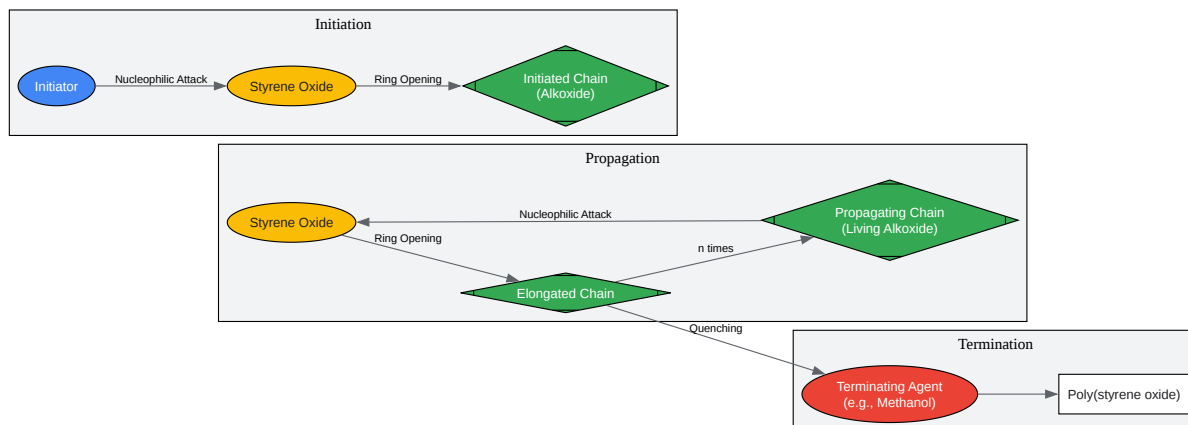 Initiation
Initiator
Nucleophilic Attack
Styrene Oxide
Ring Opening
Initiated Chain
(Alkoxide)
Propagation
Styrene Oxide
Nucleophilic Attack
Propagating Chain
(Living Alkoxide)
Ring Opening
n times
Elongated Chain
Quenching
Termination
Terminating Agent
(e.g., Methanol)
Poly(styrene oxide)